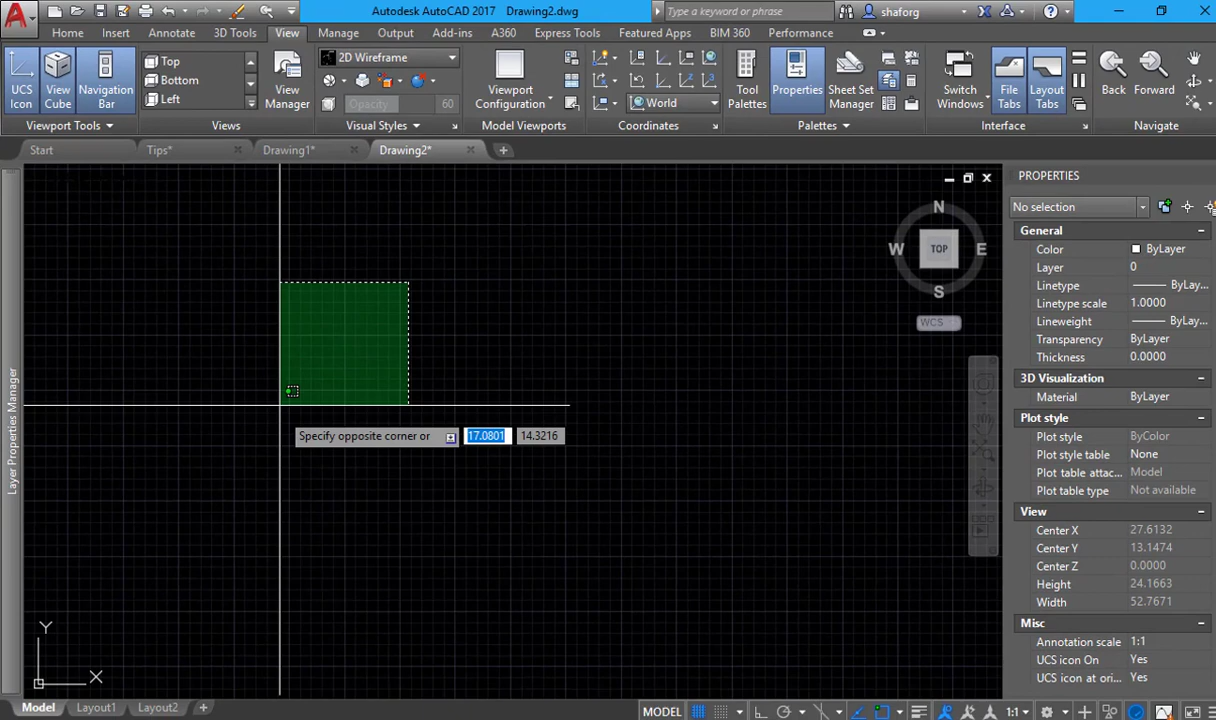 Autodesk AutoCAD 2017 Drawing2.dwg
Type a keyword or phrase
shaforg
Home Insert Annotate 3D Tools View Manage Output Add-ins A360 Express Tools Featured Apps BIM 360 Performance
UCS Icon
View Cube
Navigation Bar
Viewport Tools
Top
Bottom
Left
Views
View Manager
2D Wireframe
Opacity 60
Visual Styles
Viewport Configuration
Model Viewports
World
Coordinates
Tool Palettes
Properties
Sheet Set Manager
Palettes
Switch Windows
File Tabs
Layout Tabs
Interface
Back
Forward
Navigate
Start Tips* Drawing1* Drawing2*
Layer Properties Manager
Specify opposite corner or 17.0801 14.3216
N
W TOP E
S
WCS
Y
X
PROPERTIES
No selection
General
Color ByLayer
Layer 0
Linetype ByLay...
Linetype scale 1.0000
Lineweight ByLay...
Transparency ByLayer
Thickness 0.0000
3D Visualization
Material ByLayer
Plot style
Plot style ByColor
Plot style table None
Plot table attac... Model
Plot table type Not available
View
Center X 27.6132
Center Y 13.1474
Center Z 0.0000
Height 24.1663
Width 52.7671
Misc
Annotation scale 1:1
UCS icon On Yes
UCS icon at ori... Yes
Model Layout1 Layout2
MODEL 1:1